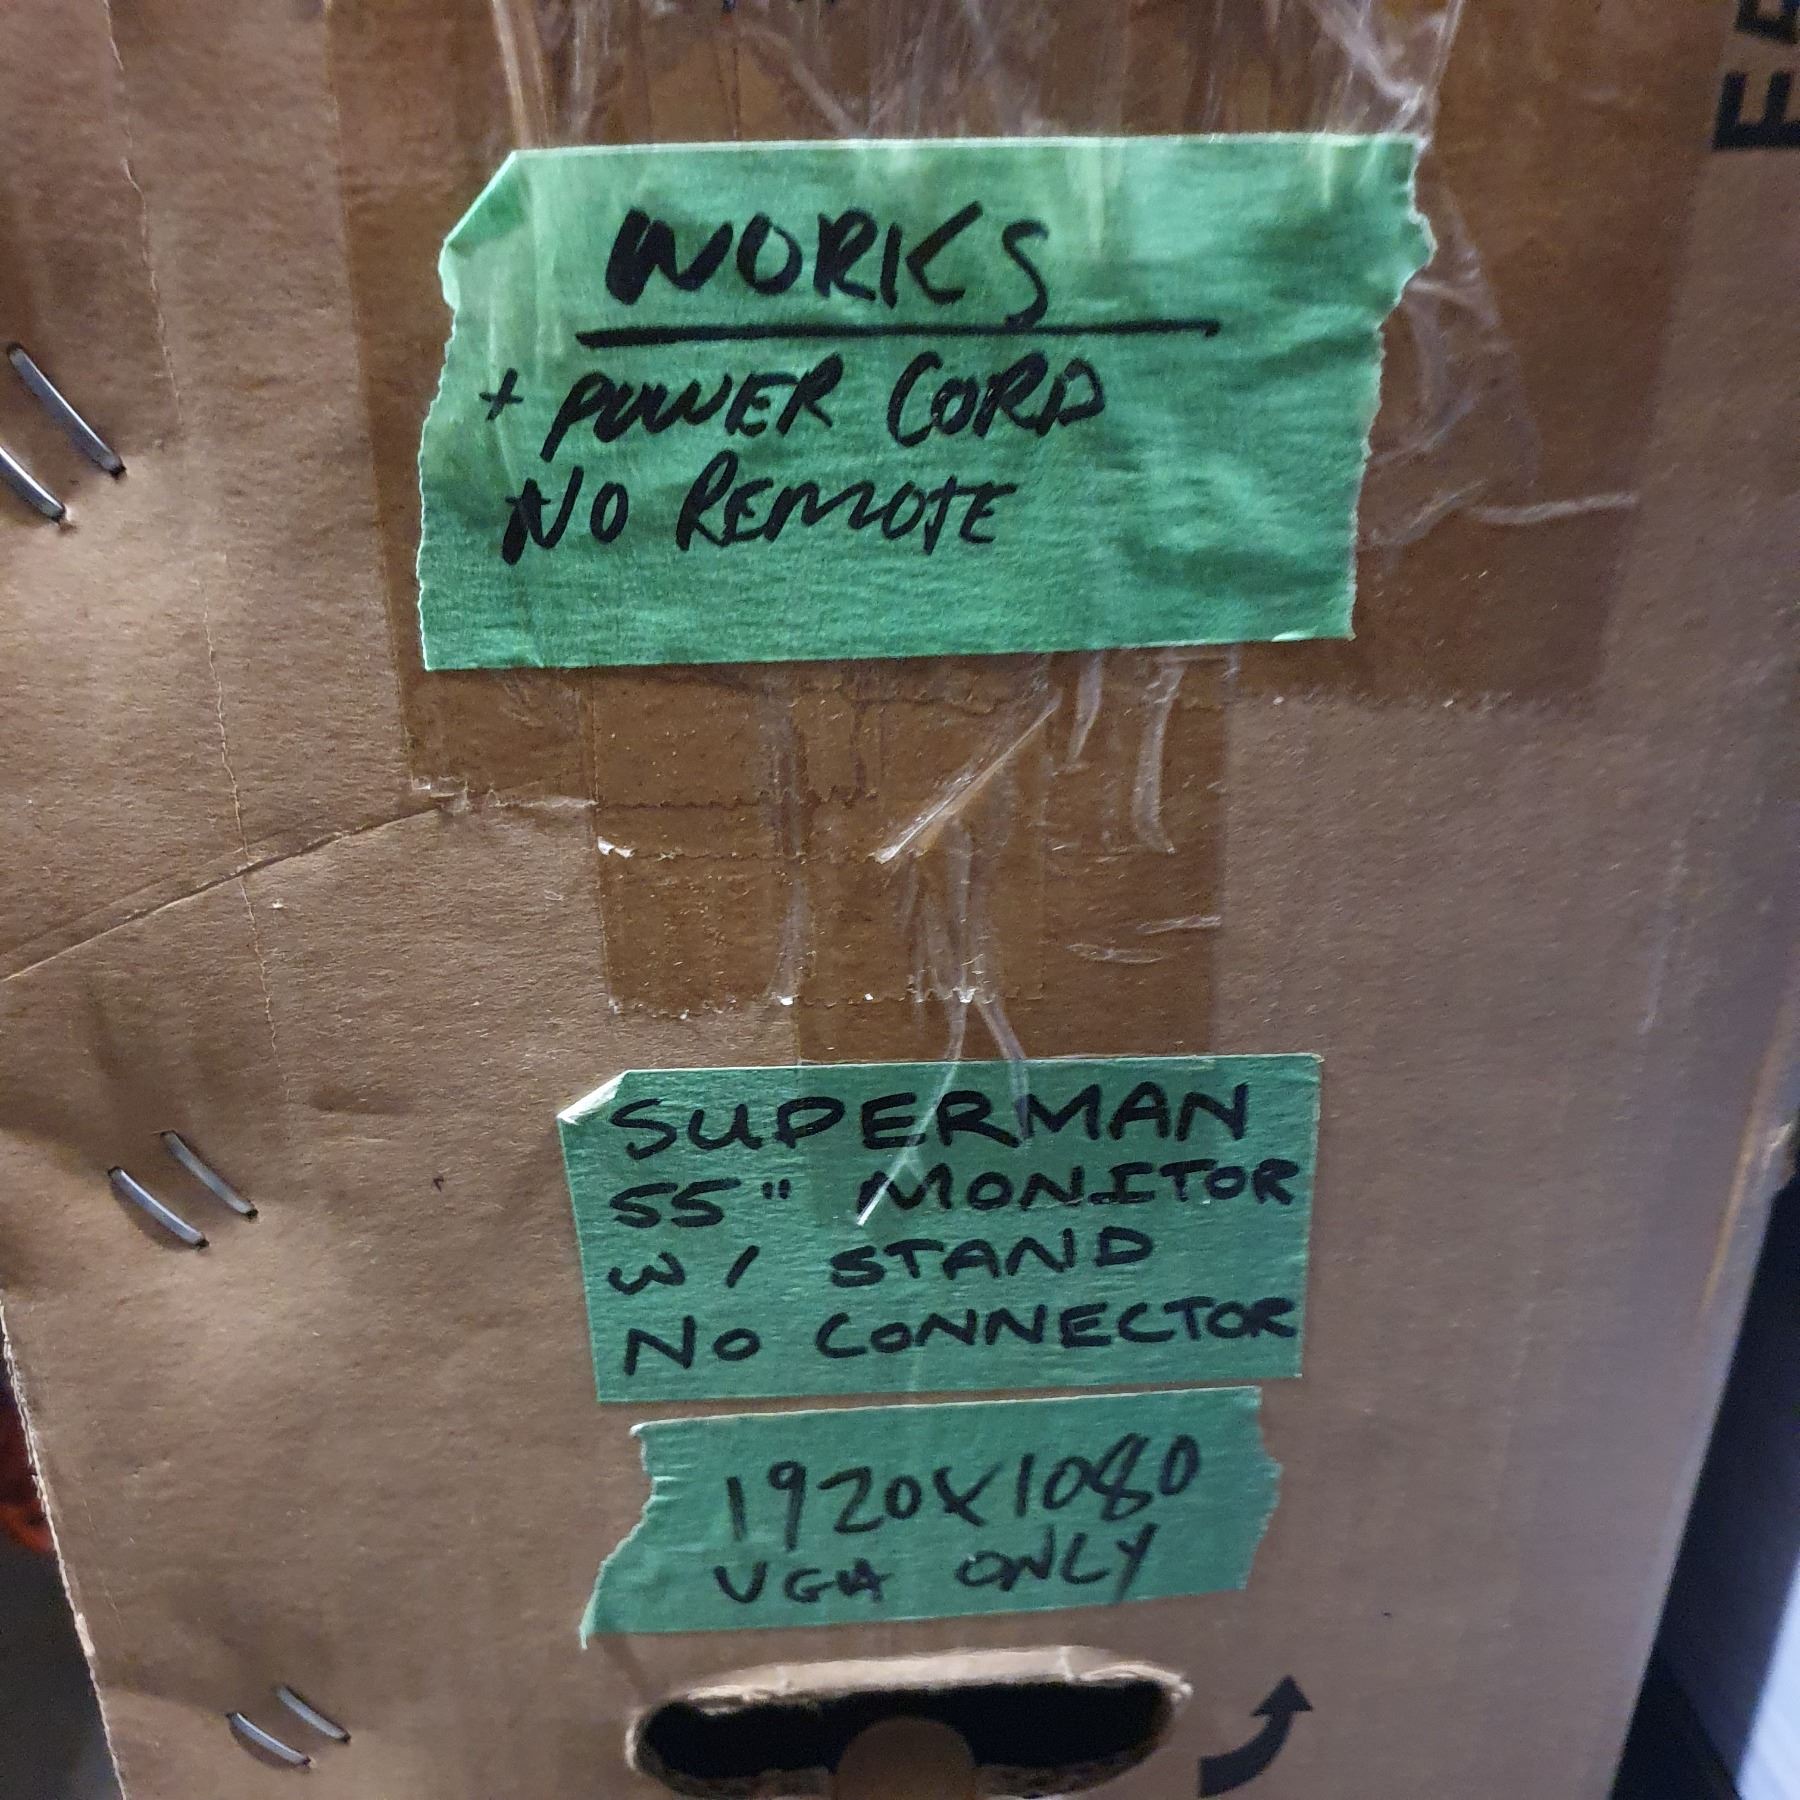 WORKS
+ POWER CORD
NO REMOTE
SUPERMAN
55" MONITOR
W/ STAND
NO CONNECTOR
1920X1080
VGA ONLY